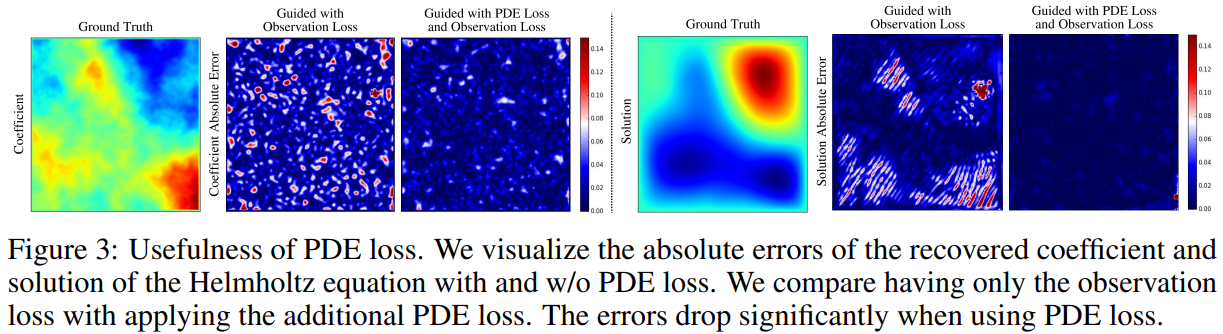 Ground Truth
Guided with
Observation Loss
Guided with PDE Loss
and Observation Loss
Coefficient
Coefficient Absolute Error
0.14
0.12
0.10
0.08
0.06
0.04
0.02
0.00
Ground Truth
Guided with
Observation Loss
Guided with PDE Loss
and Observation Loss
Solution
Solution Absolute Error
0.14
0.12
0.10
0.08
0.06
0.04
0.02
0.00
Figure 3: Usefulness of PDE loss. We visualize the absolute errors of the recovered coefficient and
solution of the Helmholtz equation with and w/o PDE loss. We compare having only the observation
loss with applying the additional PDE loss. The errors drop significantly when using PDE loss.